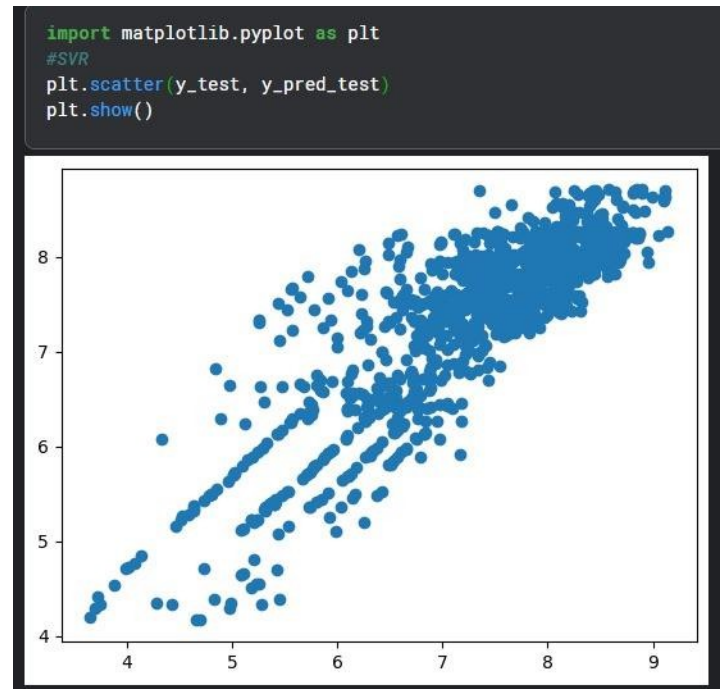 import matplotlib.pyplot as plt
#SVR
plt.scatter(y_test, y_pred_test)
plt.show()
8
7
6
5
4
4 5 6 7 8 9